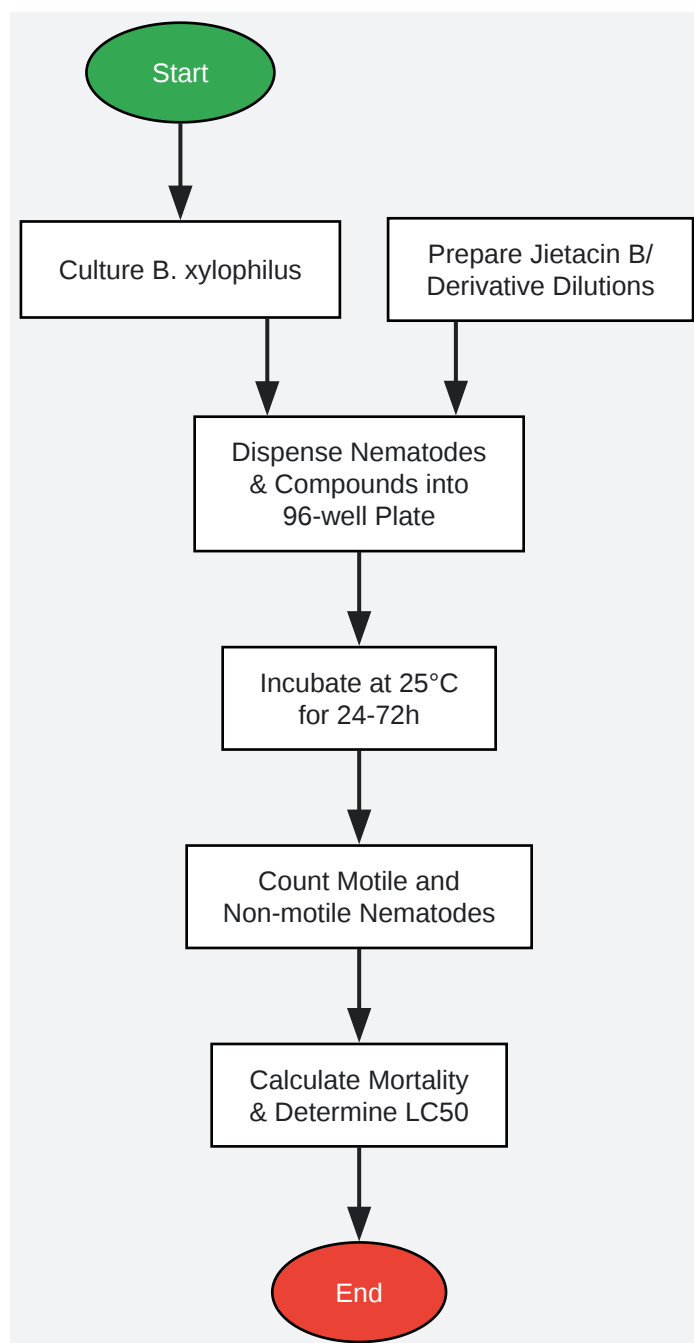 Start
Culture B. xylophilus
Prepare Jietacin B/
Derivative Dilutions
Dispense Nematodes
& Compounds into
96-well Plate
Incubate at 25°C
for 24-72h
Count Motile and
Non-motile Nematodes
Calculate Mortality
& Determine LC50
End